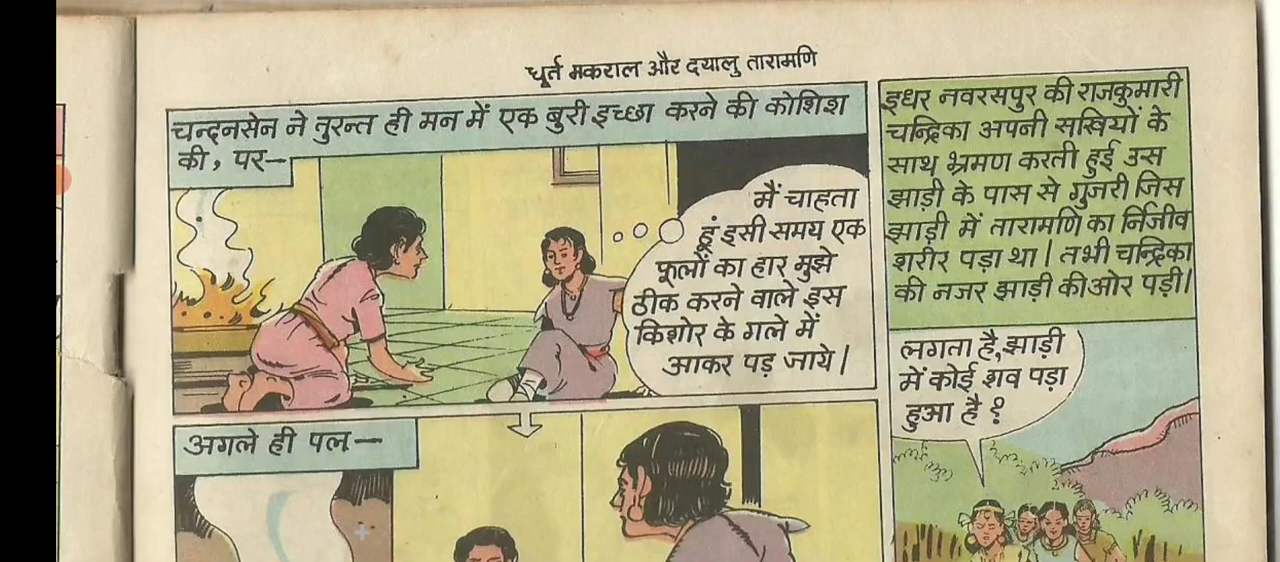 धूर्त मकराल और दयालु तारामणि
चन्दनसेन ने तुरन्त ही मन में एक बुरी इच्छा करने की कोशिश
की, पर—
मैं चाहता
हूं इसी समय एक
फूलों का हार मुझे
ठीक करने वाले इस
किशोर के गले में
आकर पड़ जाये।
अगले ही पल—
इधर नवरसपुर की राजकुमारी
चन्द्रिका अपनी सखियों के
साथ भ्रमण करती हुई उस
झाड़ी के पास से गुजरी जिस
झाड़ी में तारामणि का निर्जीव
शरीर पड़ा था। तभी चन्द्रिका
की नजर झाड़ी की ओर पड़ी।
लगता है, झाड़ी
में कोई शव पड़ा
हुआ है?